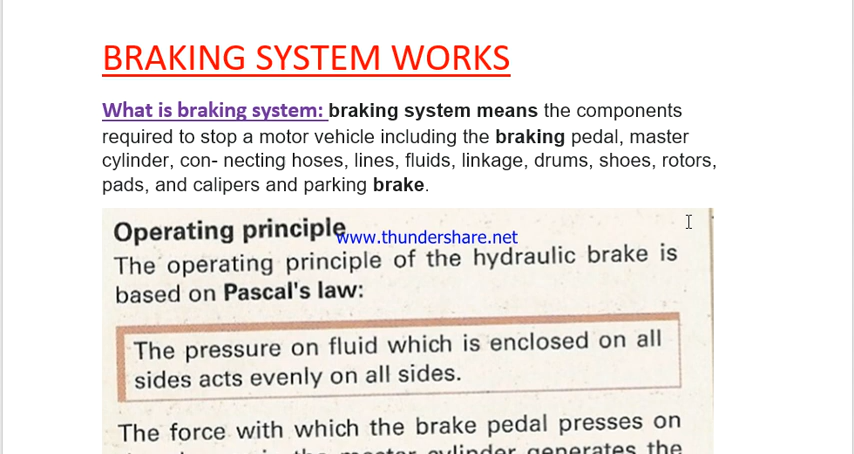 BRAKING SYSTEM WORKS
What is braking system: braking system means the components
required to stop a motor vehicle including the braking pedal, master
cylinder, con- necting hoses, lines, fluids, linkage, drums, shoes, rotors,
pads, and calipers and parking brake.
Operating principle
www.thundershare.net
The operating principle of the hydraulic brake is
based on Pascal's law:
The pressure on fluid which is enclosed on all
sides acts evenly on all sides.
The force with which the brake pedal presses on
master cylinder generates the